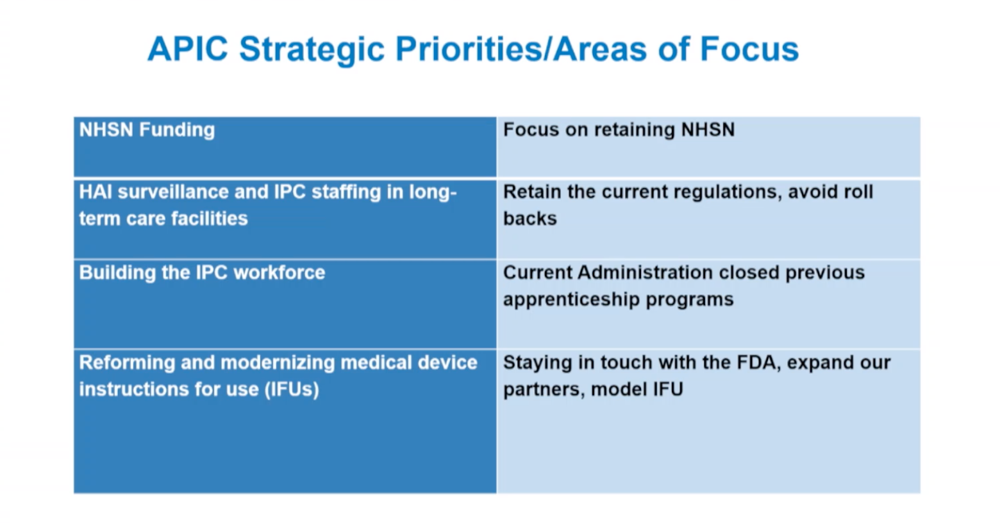 APIC Strategic Priorities/Areas of Focus
NHSN Funding
Focus on retaining NHSN
HAI surveillance and IPC staffing in long-
term care facilities
Retain the current regulations, avoid roll
backs
Building the IPC workforce
Current Administration closed previous
apprenticeship programs
Reforming and modernizing medical device
instructions for use (IFUs)
Staying in touch with the FDA, expand our
partners, model IFU